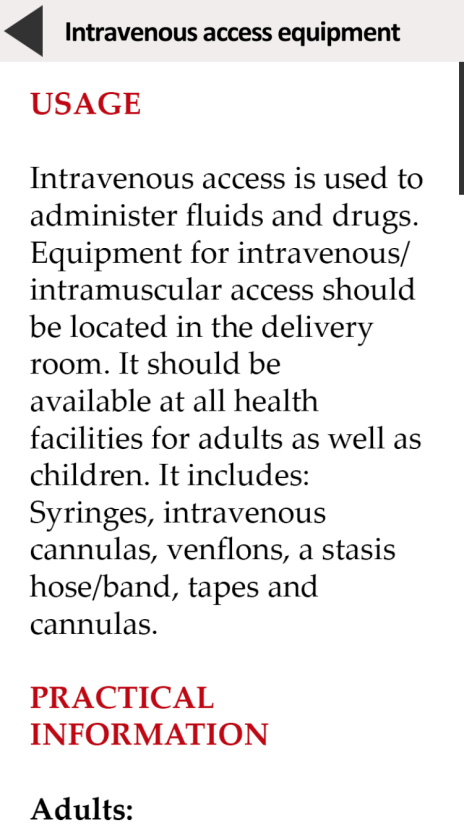 Intravenous access equipment
USAGE
Intravenous access is used to
administer fluids and drugs.
Equipment for intravenous/
intramuscular access should
be located in the delivery
room. It should be
available at all health
facilities for adults as well as
children. It includes:
Syringes, intravenous
cannulas, venflons, a stasis
hose/band, tapes and
cannulas.
PRACTICAL
INFORMATION
Adults: